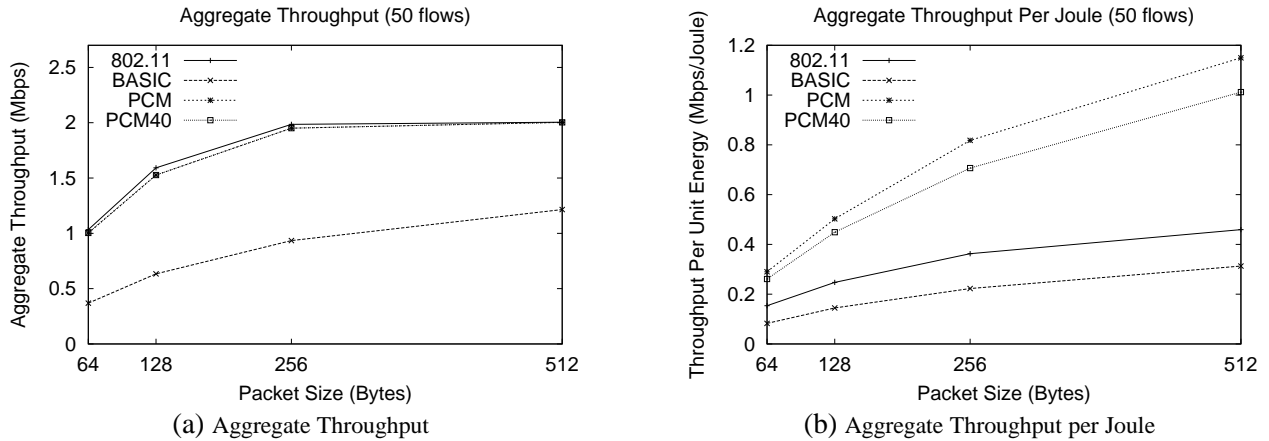 Aggregate Throughput (50 flows)
Aggregate Throughput (Mbps)
2.5
2
1.5
1
0.5
0
802.11
BASIC
PCM
PCM40
64
128
256
512
Packet Size (Bytes)
(a) Aggregate Throughput
Aggregate Throughput Per Joule (50 flows)
Throughput Per Unit Energy (Mbps/Joule)
1.2
1
0.8
0.6
0.4
0.2
0
802.11
BASIC
PCM
PCM40
64
128
256
512
Packet Size (Bytes)
(b) Aggregate Throughput per Joule